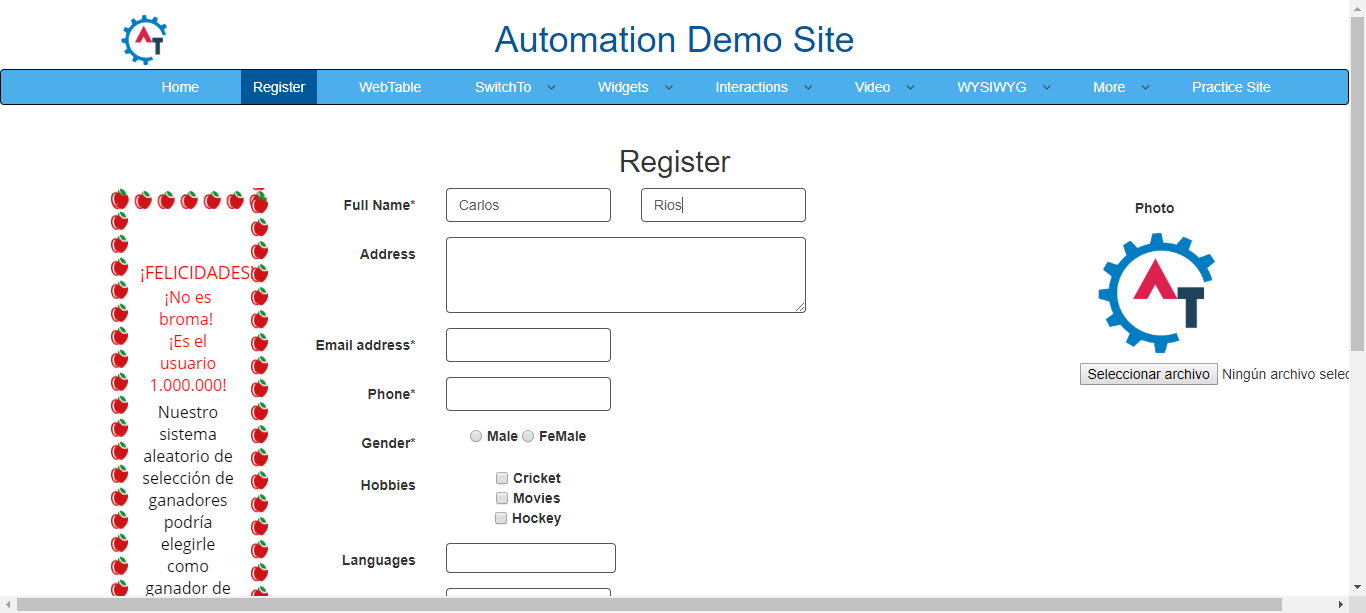 AT
Automation Demo Site
Home Register WebTable SwitchTo Widgets Interactions Video WYSIWYG More Practice Site
Register
¡FELICIDADES!
¡No es
broma!
¡Es el
usuario
1.000.000!
Nuestro
sistema
aleatorio de
selección de
ganadores
podría
elegirle
como
ganador de
Full Name* Carlos Rios
Address
Email address*
Phone*
Gender* Male FeMale
Hobbies Cricket
Movies
Hockey
Languages
Photo
AT
Seleccionar archivo Ningún archivo selec